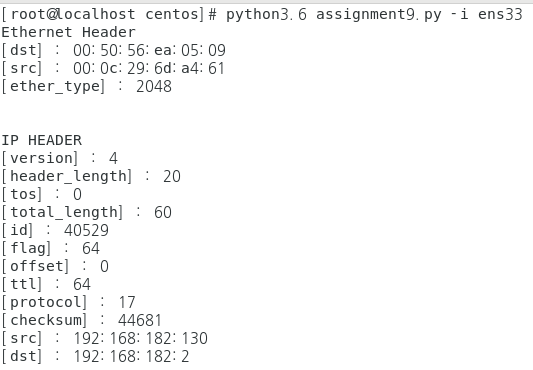 [root@localhost centos]# python3.6 assignment9.py -i ens33
Ethernet Header
[dst] : 00:50:56:ea:05:09
[src] : 00:0c:29:6d:a4:61
[ether_type] : 2048
IP HEADER
[version] : 4
[header_length] : 20
[tos] : 0
[total_length] : 60
[id] : 40529
[flag] : 64
[offset] : 0
[ttl] : 64
[protocol] : 17
[checksum] : 44681
[src] : 192:168:182:130
[dst] : 192:168:182:2